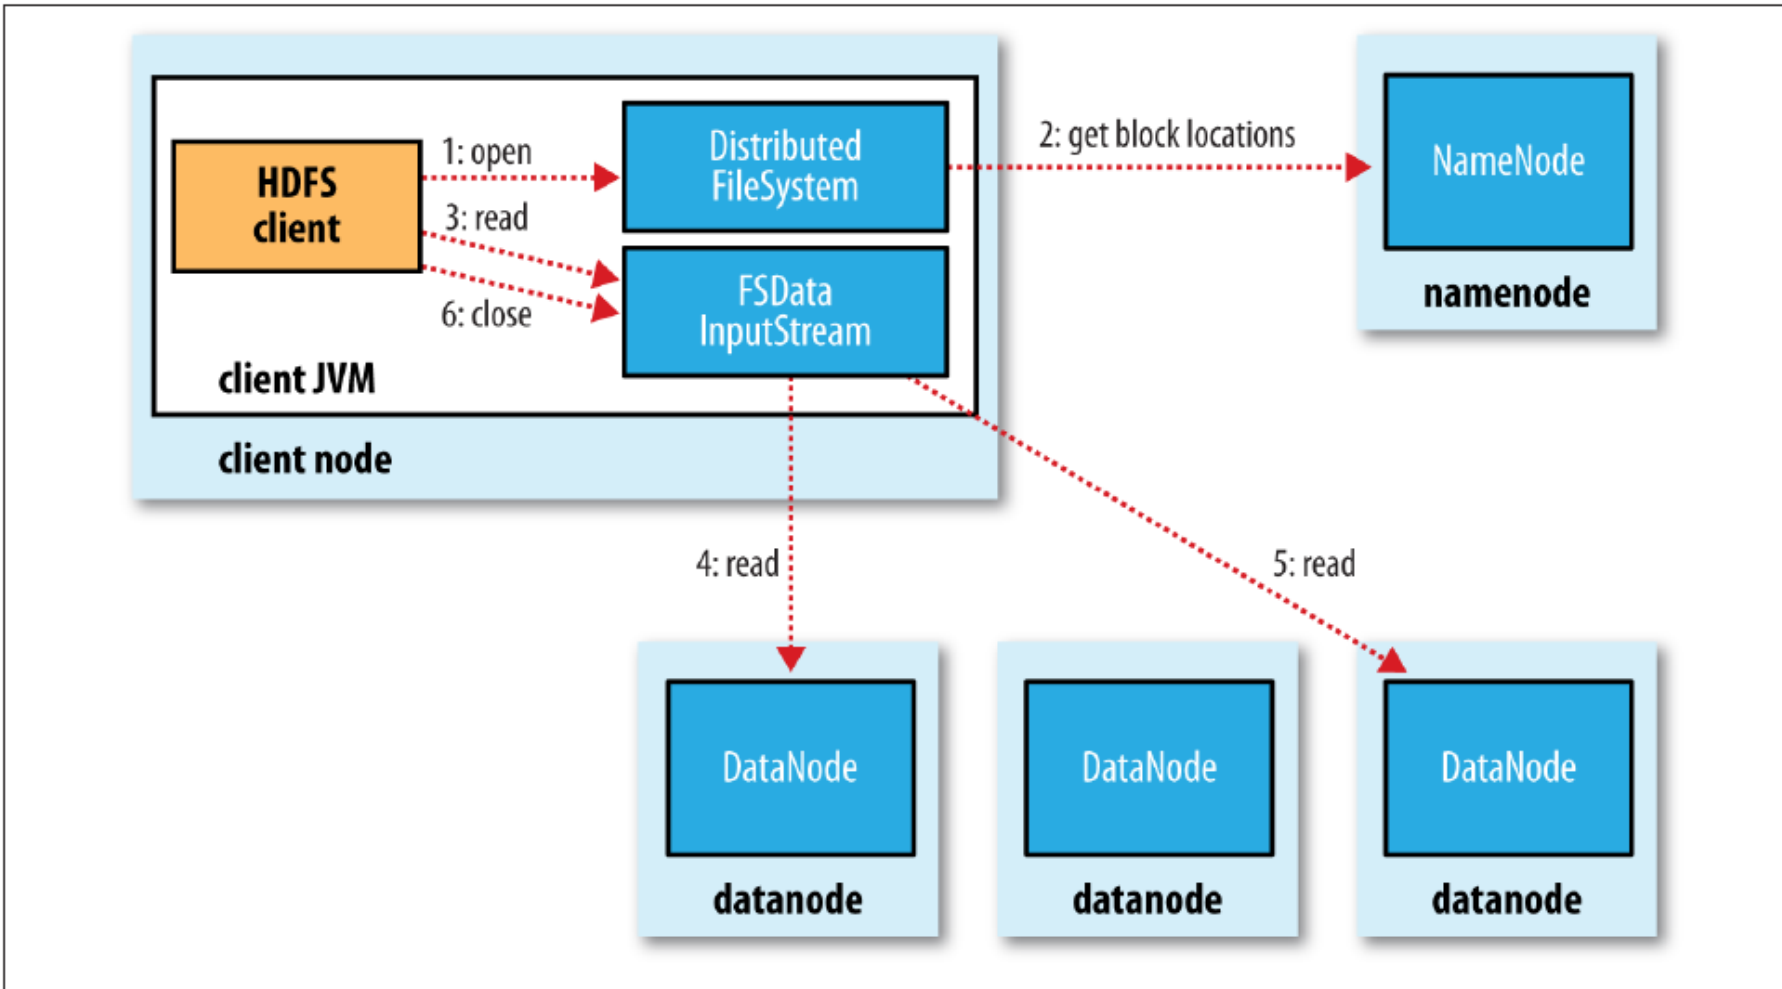 HDFS
client
1: open
3: read
6: close
Distributed
FileSystem
FSData
InputStream
client JVM
client node
2: get block locations
NameNode
namenode
4: read
5: read
DataNode
datanode
DataNode
datanode
DataNode
datanode